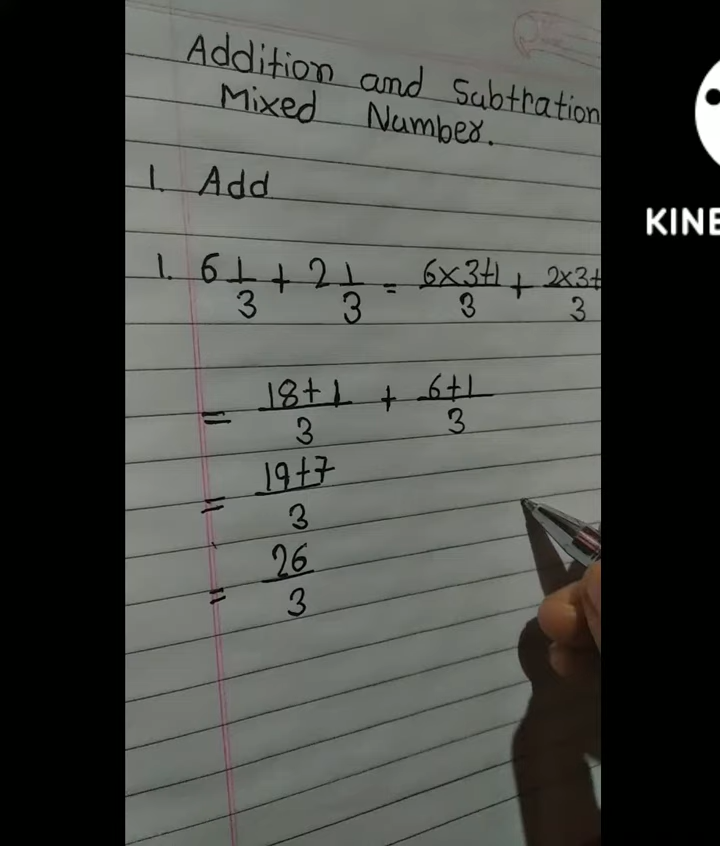 Addition and Subtration
Mixed Number.
1. Add
1. 6 1/3 + 2 1/3 = 6×3+1/3 + 2×3+/3
= 18+1/3 + 6+1/3
= 19+7/3
= 26/3
KINE